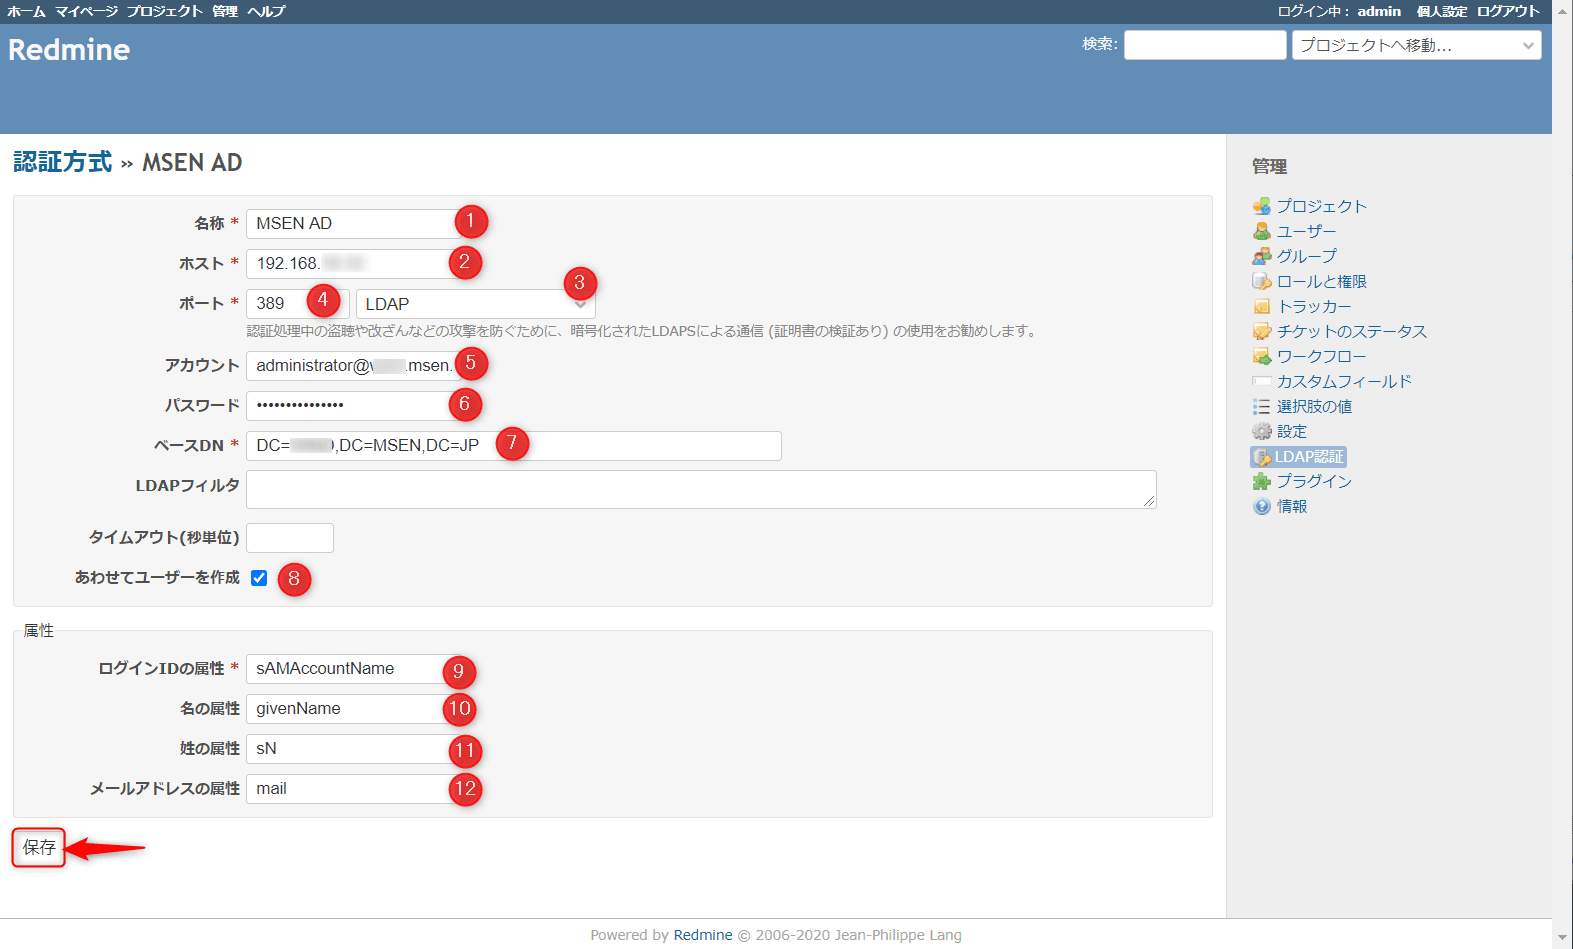 ホーム マイページ プロジェクト 管理 ヘルプ ログイン中： admin 個人設定 ログアウト
Redmine 検索: プロジェクトへ移動...
認証方式 » MSEN AD
名称 * MSEN AD 1
ホスト * 192.168. 2
ポート * 389 4 LDAP 3
認証処理中の盗聴や改ざんなどの攻撃を防ぐために、暗号化されたLDAPSによる通信 (証明書の検証あり) の使用をお勧めします。
アカウント administrator@ .msen. 5
パスワード ••••••••••••••• 6
ベースDN * DC= ,DC=MSEN,DC=JP 7
LDAPフィルタ
タイムアウト(秒単位)
あわせてユーザーを作成 8
属性
ログインIDの属性 * sAMAccountName 9
名の属性 givenName 10
姓の属性 sN 11
メールアドレスの属性 mail 12
保存
管理
プロジェクト
ユーザー
グループ
ロールと権限
トラッカー
チケットのステータス
ワークフロー
カスタムフィールド
選択肢の値
設定
LDAP認証
プラグイン
情報
Powered by Redmine © 2006-2020 Jean-Philippe Lang